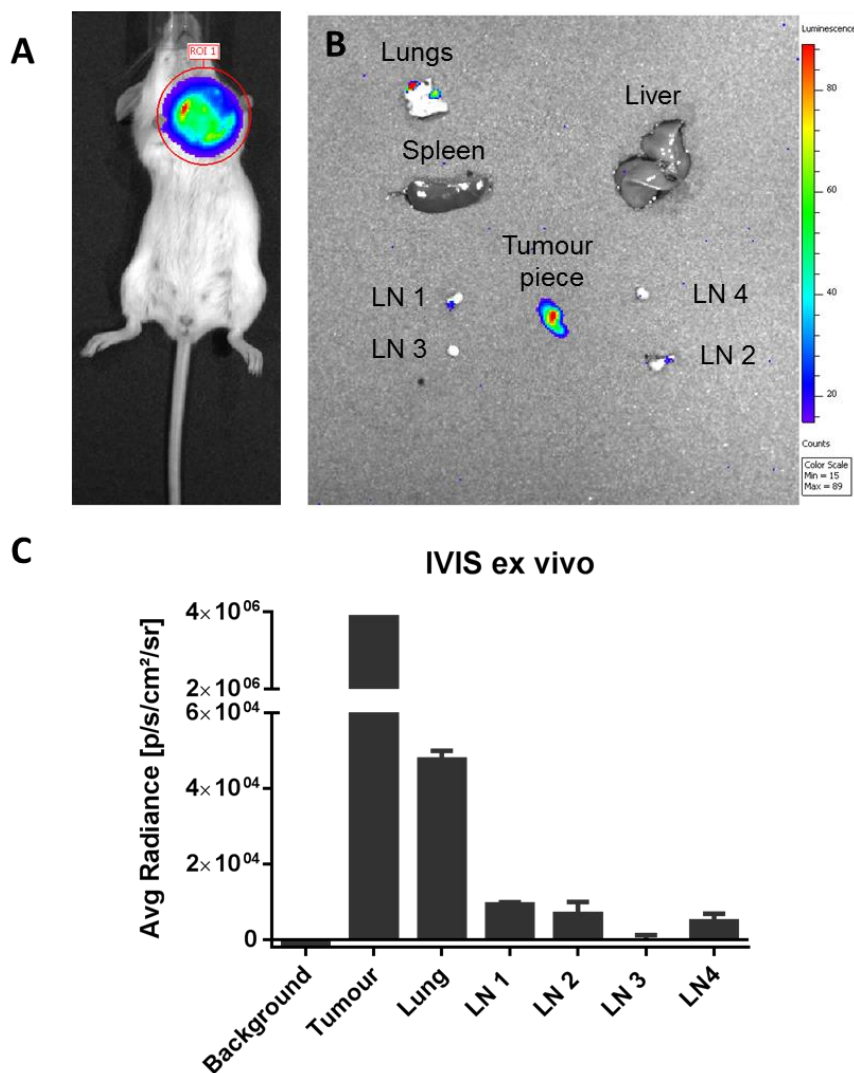 A
ROI 1
B
Lungs
Liver
Spleen
Tumour
piece
LN 1
LN 4
LN 3
LN 2
Luminescence
80
60
40
20
Counts
Color Scale
Min = 15
Max = 89
C
IVIS ex vivo
Avg Radiance [p/s/cm²/sr]
4× 10⁰⁶
2× 10⁰⁶
6× 10⁰⁴
4× 10⁰⁴
2× 10⁰⁴
0
Background
Tumour
Lung
LN 1
LN 2
LN 3
LN4